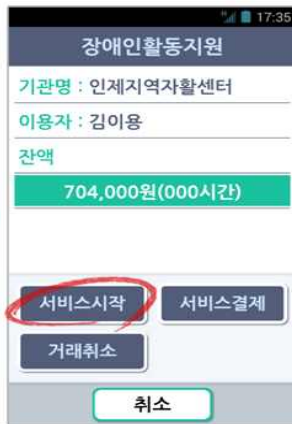 17:35
장애인활동지원
기관명 : 인제지역자활센터
이용자 : 김이용
잔액
704,000원(000시간)
서비스시작 서비스결제
거래취소
취소